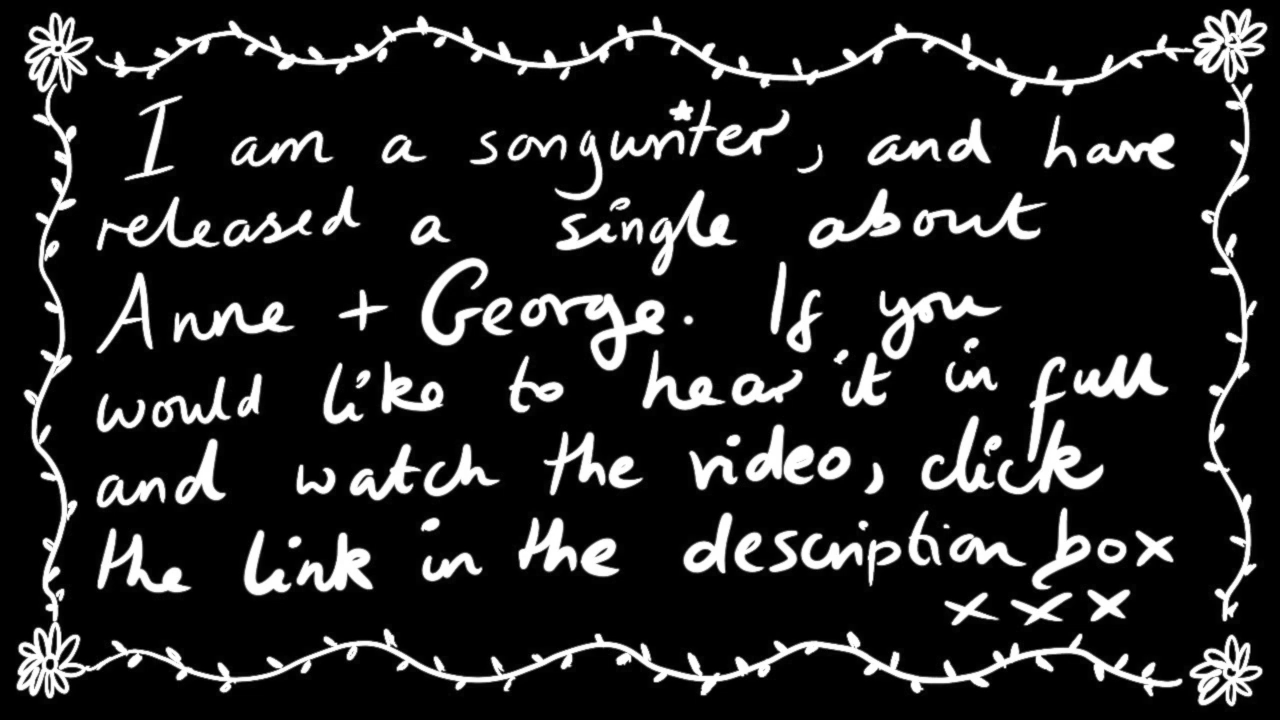 I am a songwriter, and have
released a single about
Anne + George. If you
would like to hear it in full
and watch the video, click
the link in the description box
x x x